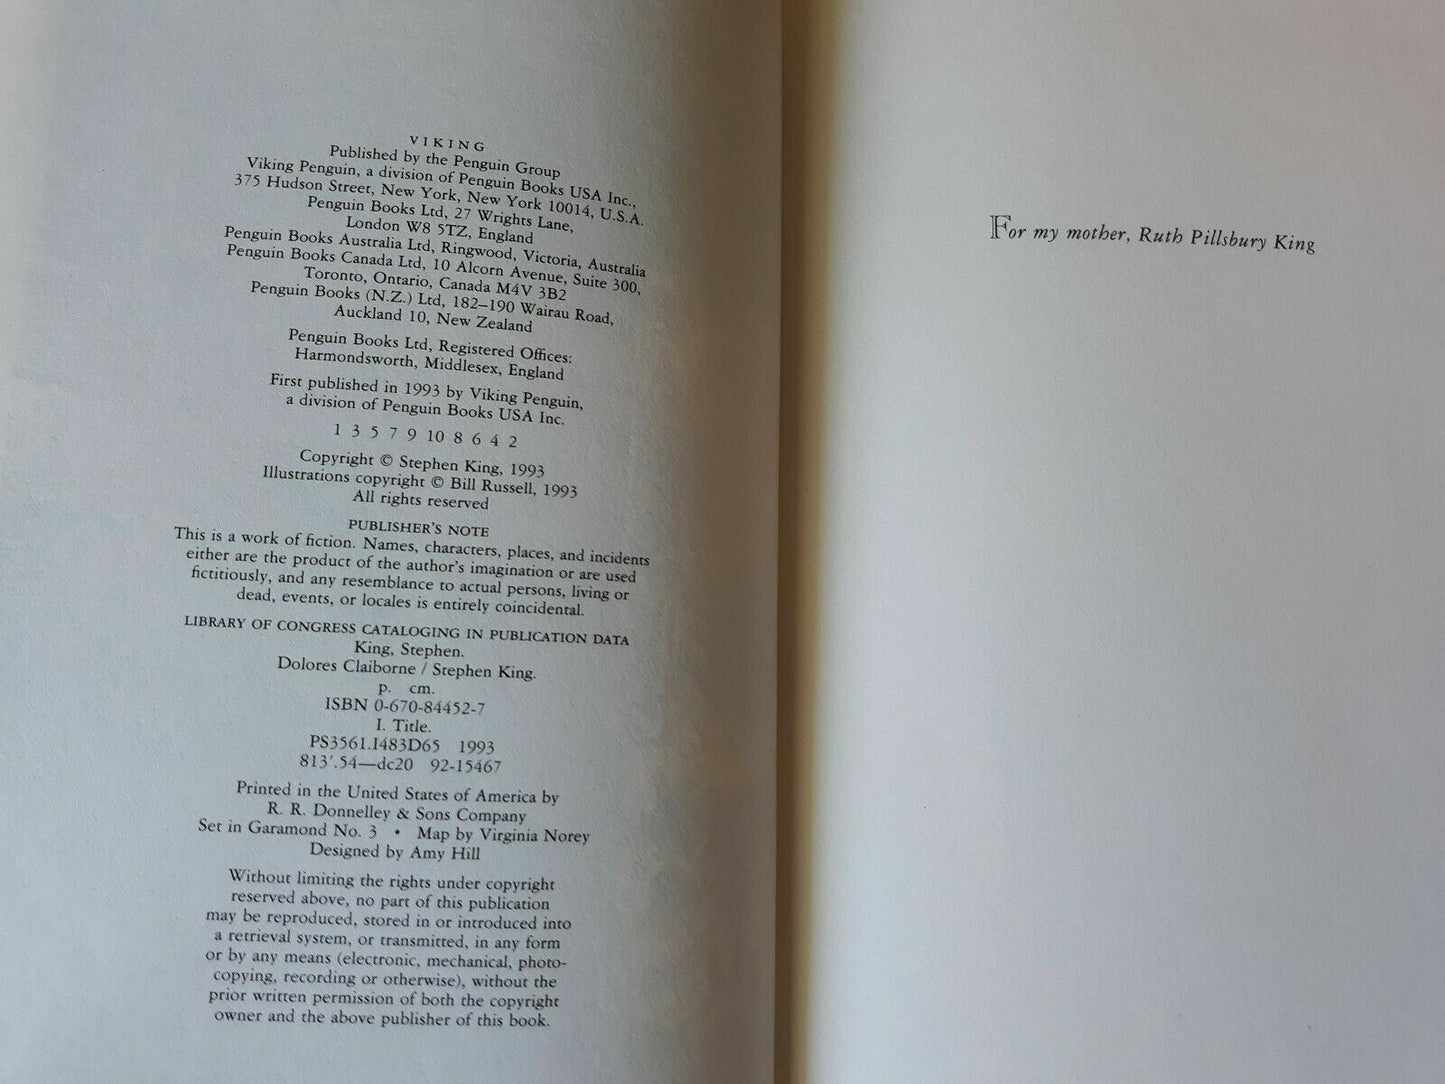 VIKING
Published by the Penguin Group
Viking Penguin, a division of Penguin Books USA Inc.,
375 Hudson Street, New York, New York 10014, U.S.A.
Penguin Books Ltd, 27 Wrights Lane,
London W8 5TZ, England
Penguin Books Australia Ltd, Ringwood, Victoria, Australia
Penguin Books Canada Ltd, 10 Alcorn Avenue, Suite 300,
Toronto, Ontario, Canada M4V 3B2
Penguin Books (N.Z.) Ltd, 182–190 Wairau Road,
Auckland 10, New Zealand
Penguin Books Ltd, Registered Offices:
Harmondsworth, Middlesex, England
First published in 1993 by Viking Penguin,
a division of Penguin Books USA Inc.
1 3 5 7 9 10 8 6 4 2
Copyright © Stephen King, 1993
Illustrations copyright © Bill Russell, 1993
All rights reserved
PUBLISHER'S NOTE
This is a work of fiction. Names, characters, places, and incidents
either are the product of the author's imagination or are used
fictitiously, and any resemblance to actual persons, living or
dead, events, or locales is entirely coincidental.
LIBRARY OF CONGRESS CATALOGING IN PUBLICATION DATA
King, Stephen.
Dolores Claiborne / Stephen King.
p. cm.
ISBN 0-670-84452-7
I. Title.
PS3561.I483D65 1993
813'.54—dc20 92-15467
Printed in the United States of America by
R. R. Donnelley & Sons Company
Set in Garamond No. 3 • Map by Virginia Norey
Designed by Amy Hill
Without limiting the rights under copyright
reserved above, no part of this publication
may be reproduced, stored in or introduced into
a retrieval system, or transmitted, in any form
or by any means (electronic, mechanical, photo-
copying, recording or otherwise), without the
prior written permission of both the copyright
owner and the above publisher of this book.
For my mother, Ruth Pillsbury King